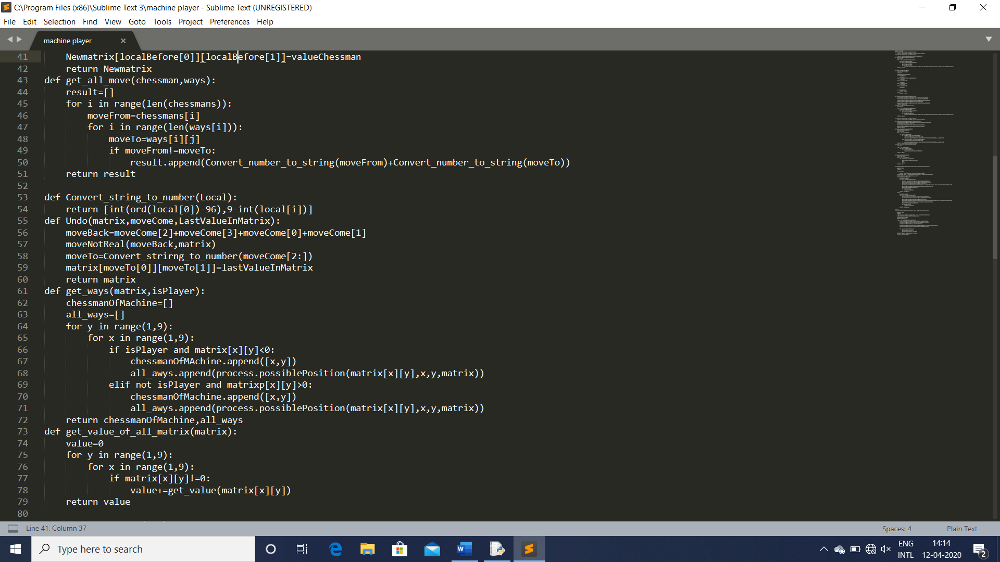 C:\Program Files (x86)\Sublime Text 3\machine player - Sublime Text (UNREGISTERED)
File Edit Selection Find View Goto Tools Project Preferences Help
machine player
41 Newmatrix[localBefore[0]][localBefore[1]]=valueChessman
42 return Newmatrix
43 def get_all_move(chessman,ways):
44 result=[]
45 for i in range(len(chessmans)):
46 moveFrom=chessmans[i]
47 for i in range(len(ways[i])):
48 moveTo=ways[i][j]
49 if moveFrom!=moveTo:
50 result.append(Convert_number_to_string(moveFrom)+Convert_number_to_string(moveTo))
51 return result
52
53 def Convert_string_to_number(Local):
54 return [int(ord(local[0])-96),9-int(local[i])]
55 def Undo(matrix,moveCome,LastValueInMatrix):
56 moveBack=moveCome[2]+moveCome[3]+moveCome[0]+moveCome[1]
57 moveNotReal(moveBack,matrix)
58 moveTo=Convert_strirng_to_number(moveCome[2:])
59 matrix[moveTo[0]][moveTo[1]]=lastValueInMatrix
60 return matrix
61 def get_ways(matrix,isPlayer):
62 chessmanOfMachine=[]
63 all_ways=[]
64 for y in range(1,9):
65 for x in range(1,9):
66 if isPlayer and matrix[x][y]<0:
67 chessmanOfMAchine.append([x,y])
68 all_awys.append(process.possiblePosition(matrix[x][y],x,y,matrix))
69 elif not isPlayer and matrixp[x][y]>0:
70 chessmanOfMachine.append([x,y])
71 all_awys.append(process.possiblePosition(matrix[x][y],x,y,matrix))
72 return chessmanOfMachine,all_ways
73 def get_value_of_all_matrix(matrix):
74 value=0
75 for y in range(1,9):
76 for x in range(1,9):
77 if matrix[x][y]!=0:
78 value+=get_value(matrix[x][y])
79 return value
80
Line 41, Column 37 Spaces: 4 Plain Text
Type here to search
ENG 14:14
INTL 12-04-2020
2